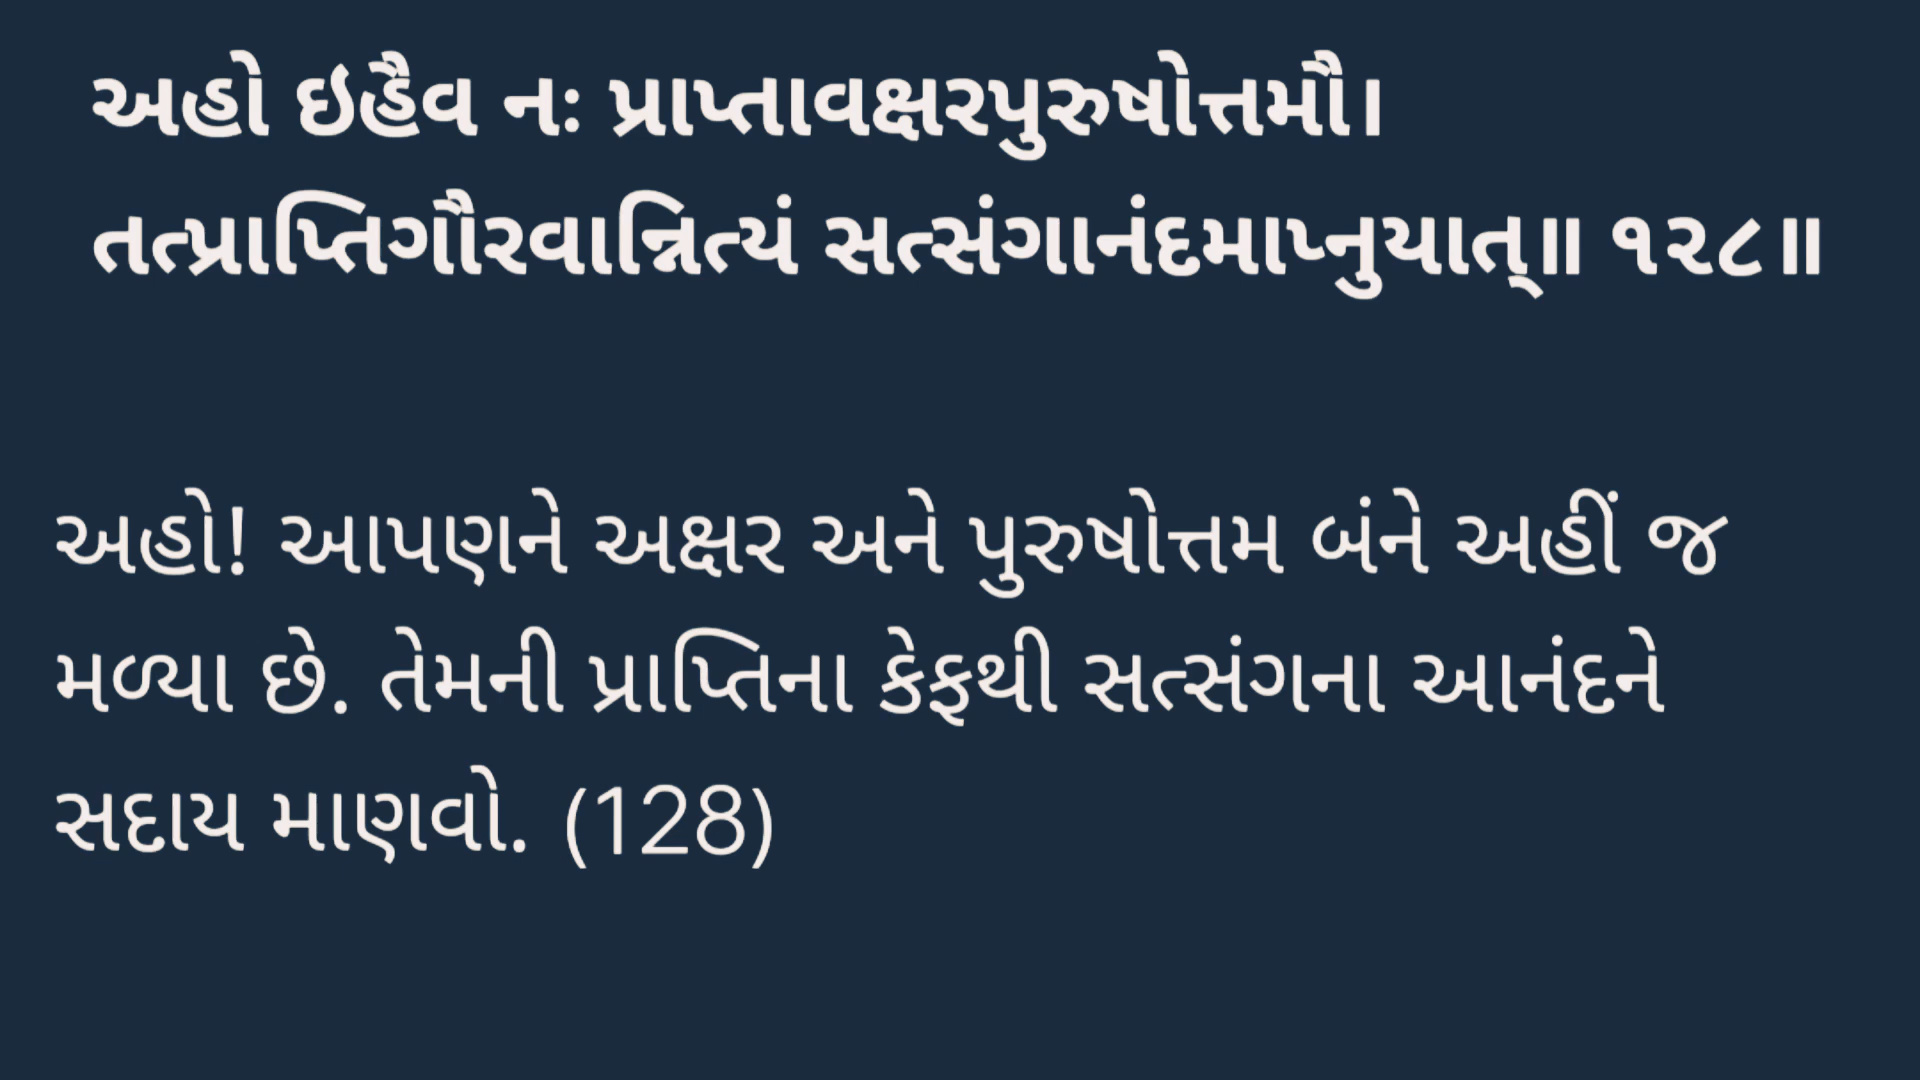 અહો ઇહૈવ નઃ પ્રાપ્તાવક્ષરપુરુષોત્તમૌ।
તત્પ્રાપ્તિગૌરવાન્નિત્યં સત્સંગાનંદમાપ્નુયાત્॥ ૧૨૮॥
અહો! આપણને અક્ષર અને પુરુષોત્તમ બંને અહીં જ
મળ્યા છે. તેમની પ્રાપ્તિના કેફથી સત્સંગના આનંદને
સદાય માણવો. (128)